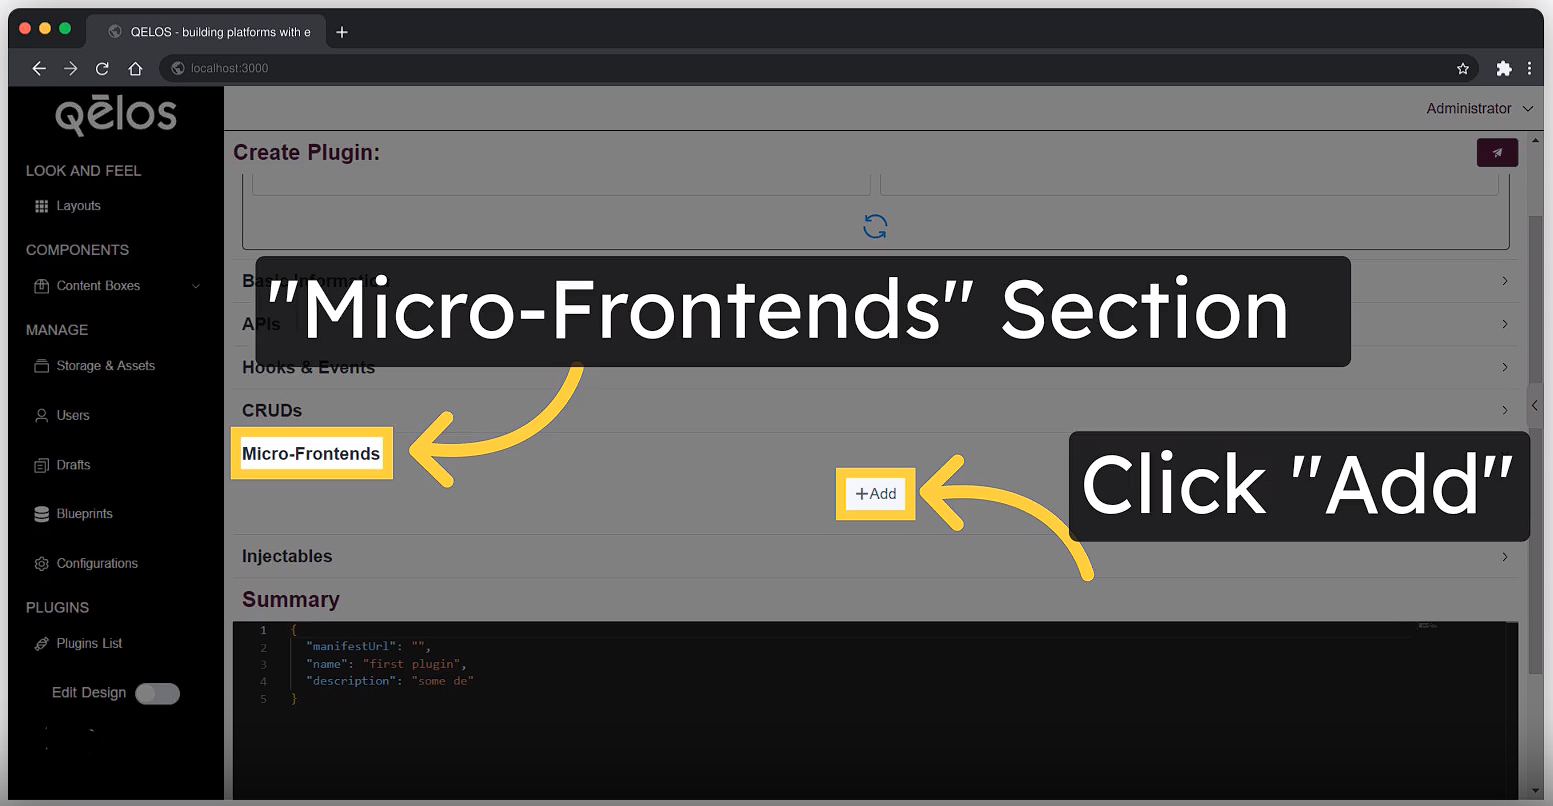 QELOS - building platforms with e
localhost:3000
Qēlos
Administrator
Create Plugin:
LOOK AND FEEL
Layouts
COMPONENTS
Content Boxes
MANAGE
Storage & Assets
Users
Drafts
Blueprints
Configurations
PLUGINS
Plugins List
Edit Design
Basic Information
"Micro-Frontends" Section
APIs
Hooks & Events
CRUDs
Micro-Frontends
+Add
Click "Add"
Injectables
Summary
1 {
2 "manifestUrl": "",
3 "name": "first plugin",
4 "description": "some de"
5 }